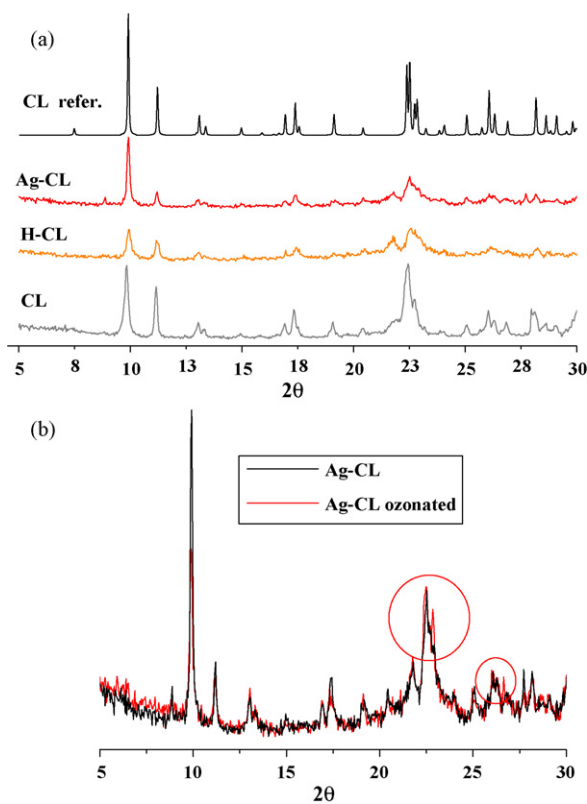 (a)
CL refer.
Ag-CL
H-CL
CL
5 8 10 13 15 18 20 23 25 28 30
2θ
(b)
Ag-CL
Ag-CL ozonated
5 10 15 20 25 30
2θ